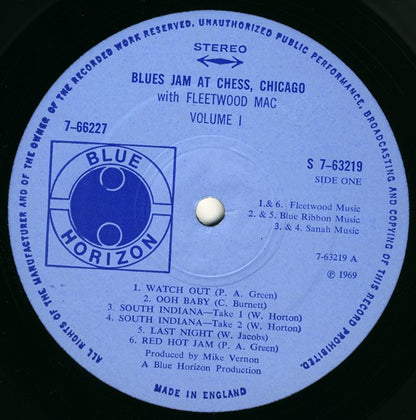 ALL RIGHTS OF THE MANUFACTURER AND OF THE OWNER OF THE RECORDED WORK RESERVED. UNAUTHORIZED PUBLIC PERFORMANCE, BROADCASTING AND COPYING OF THIS RECORD PROHIBITED.
STEREO
BLUES JAM AT CHESS, CHICAGO
with FLEETWOOD MAC
VOLUME I
7-66227
BLUE
HORIZON
S 7-63219
SIDE ONE
1. & 6. Fleetwood Music
2. & 5. Blue Ribbon Music
3. & 4. Sanah Music
7-63219 A
℗ 1969
1. WATCH OUT (P. A. Green)
2. OOH BABY (C. Burnett)
3. SOUTH INDIANA—Take 1 (W. Horton)
4. SOUTH INDIANA—Take 2 (W. Horton)
5. LAST NIGHT (W. Jacobs)
6. RED HOT JAM (P. A. Green)
Produced by Mike Vernon
A Blue Horizon Production
MADE IN ENGLAND